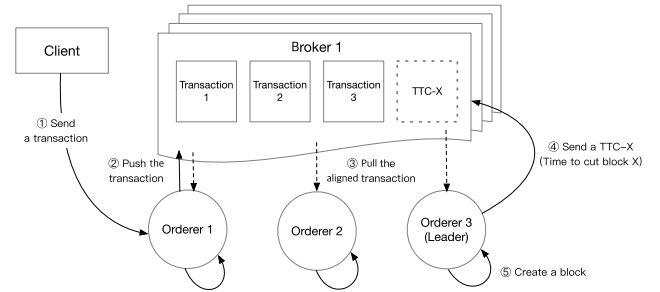 Client
Broker 1
Transaction
1
Transaction
2
Transaction
3
TTC-X
① Send
a transaction
② Push the
transaction
③ Pull the
aligned transaction
④ Send a TTC-X
(Time to cut block X)
Orderer 1
Orderer 2
Orderer 3
(Leader)
⑤ Create a block